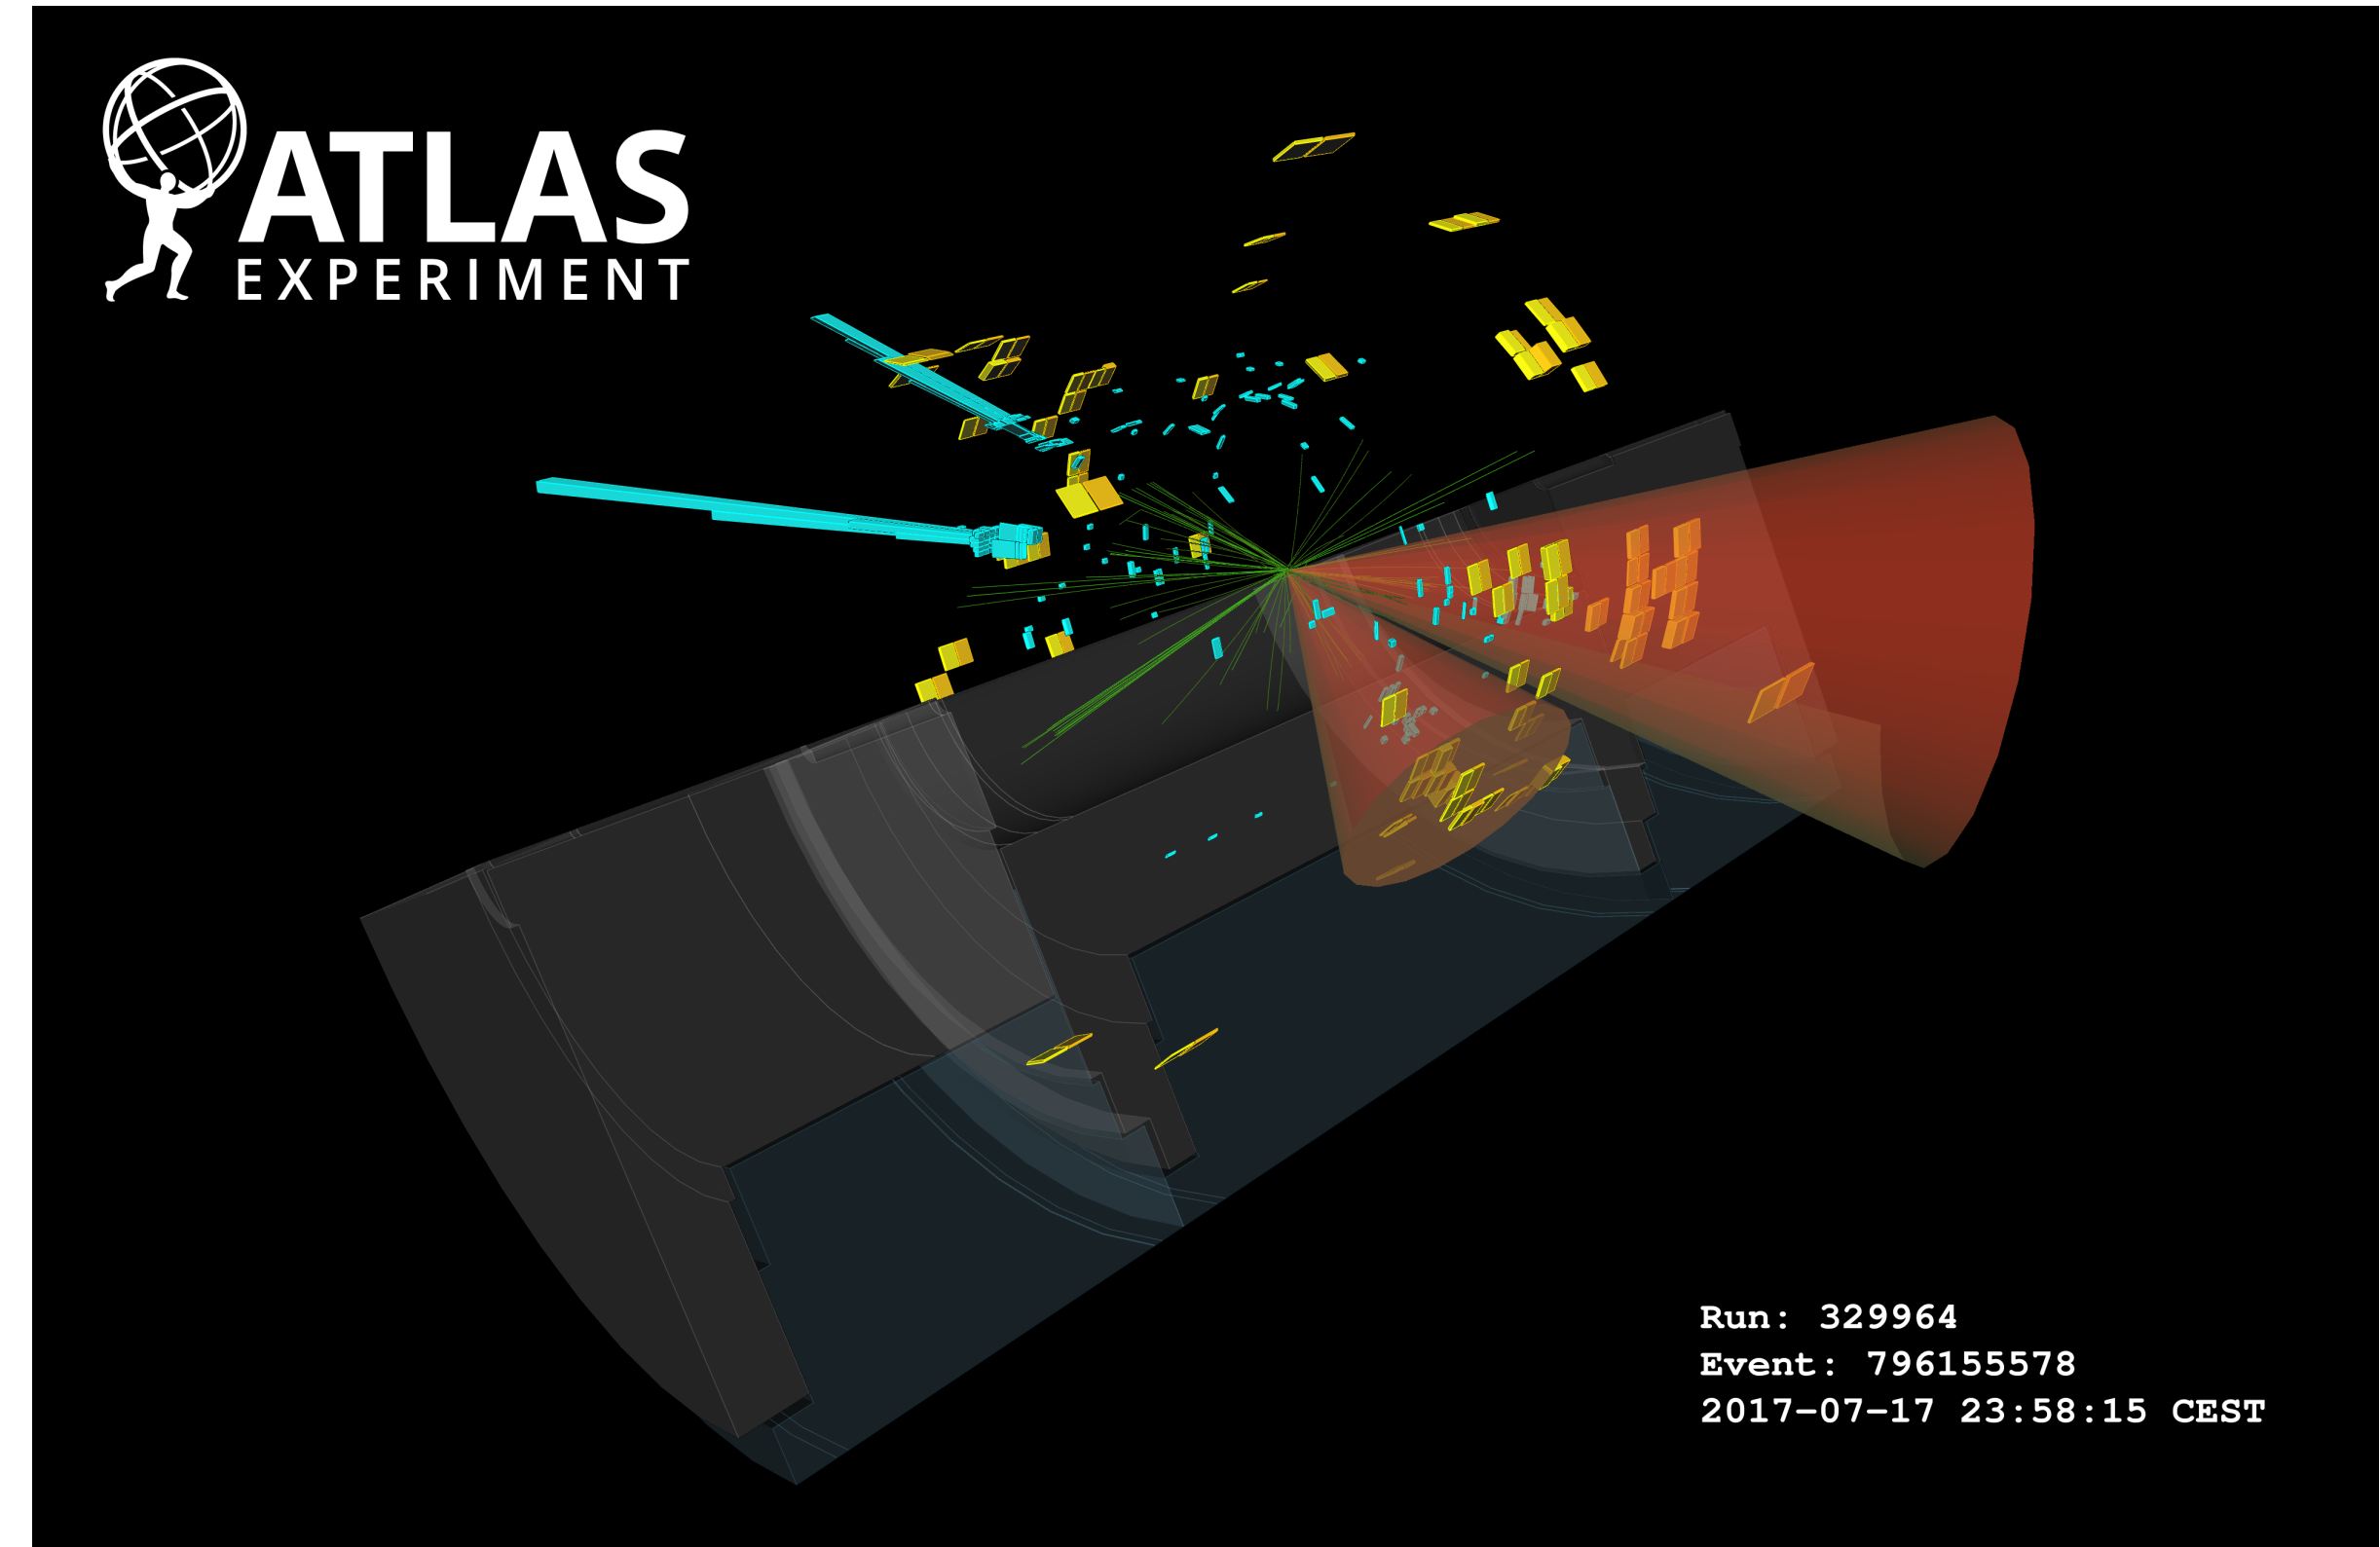 ATLAS
EXPERIMENT
Run: 329964
Event: 796155578
2017-07-17 23:58:15 CEST